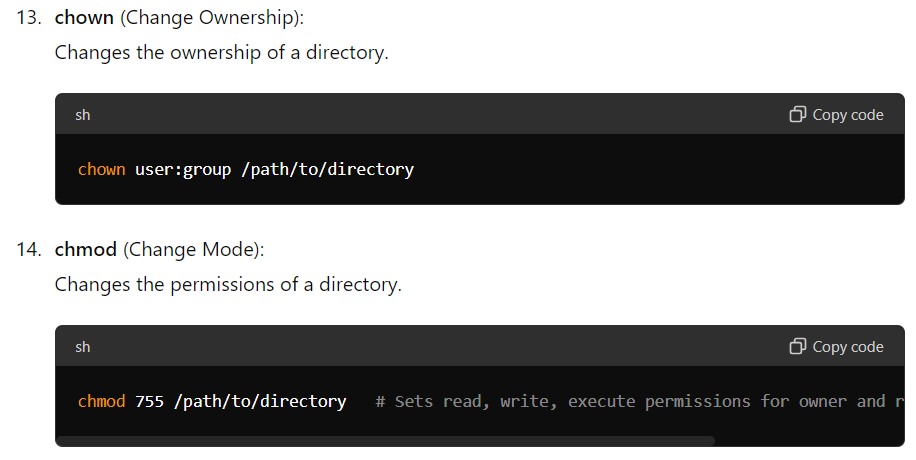 13. chown (Change Ownership):
Changes the ownership of a directory.
sh
Copy code
chown user:group /path/to/directory
14. chmod (Change Mode):
Changes the permissions of a directory.
sh
Copy code
chmod 755 /path/to/directory   # Sets read, write, execute permissions for owner and